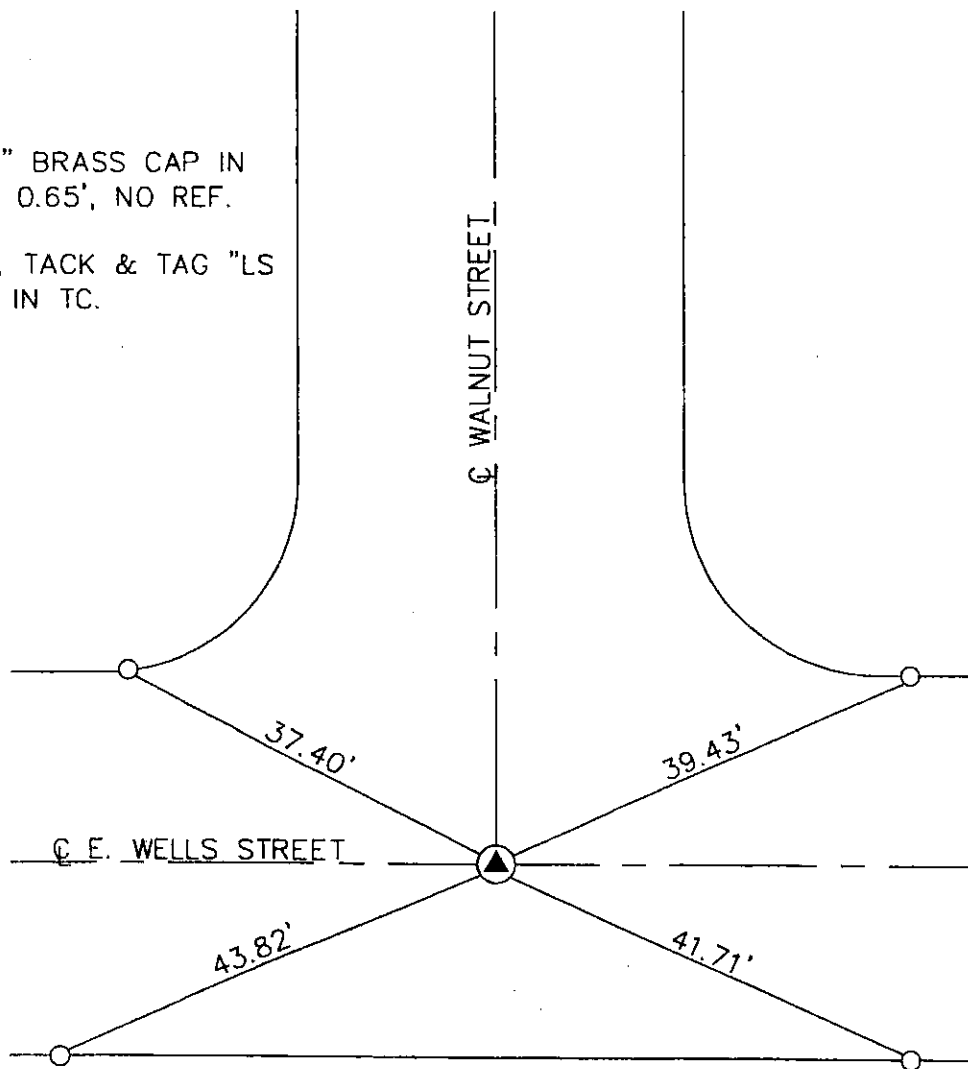 " BRASS CAP IN
0.65', NO REF.
TACK & TAG "LS
IN TC.
℄ WALNUT STREET
37.40'
39.43'
℄ E. WELLS STREET
43.82'
41.71'